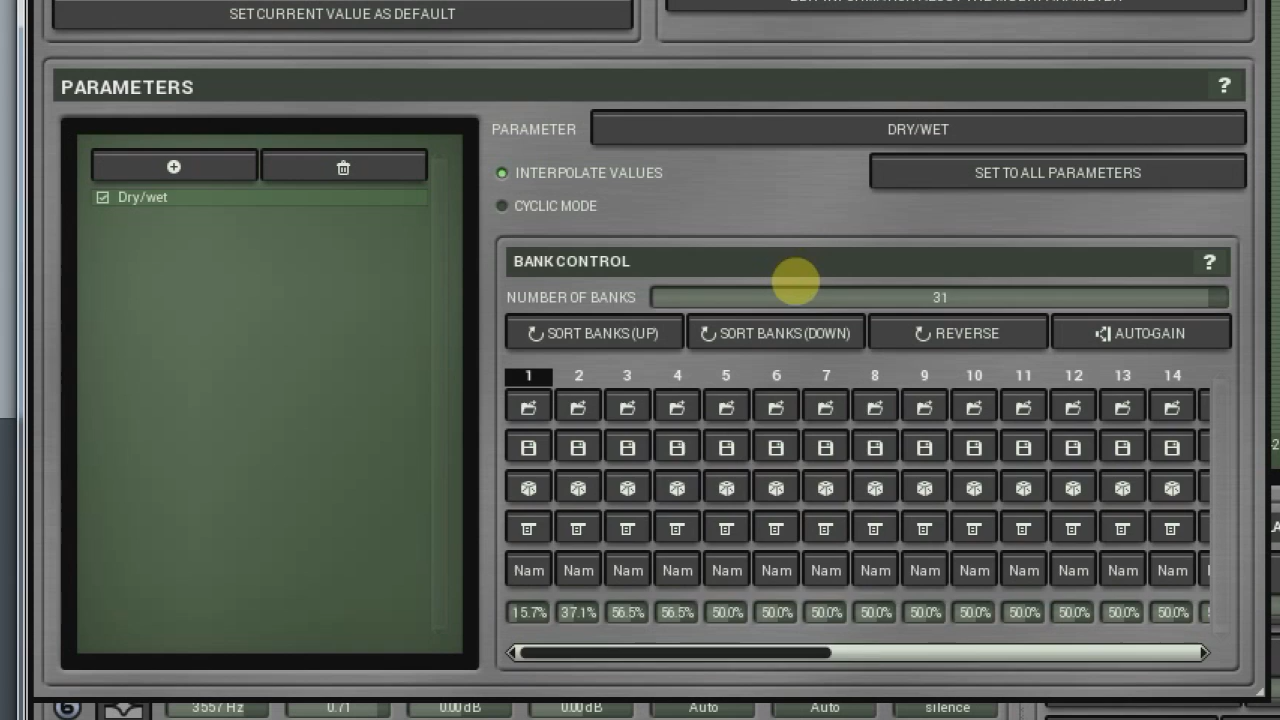 SET CURRENT VALUE AS DEFAULT
PARAMETERS
?
PARAMETER DRY/WET
INTERPOLATE VALUES SET TO ALL PARAMETERS
Dry/wet
CYCLIC MODE
BANK CONTROL ?
NUMBER OF BANKS 31
SORT BANKS (UP) SORT BANKS (DOWN) REVERSE AUTO-GAIN
1 2 3 4 5 6 7 8 9 10 11 12 13 14
Nam Nam Nam Nam Nam Nam Nam Nam Nam Nam Nam Nam Nam Nam
15.7% 37.1% 56.5% 56.5% 50.0% 50.0% 50.0% 50.0% 50.0% 50.0% 50.0% 50.0% 50.0% 50.0%
6 3557 Hz 0.71 0.00 dB 0.00 dB Auto Auto silence